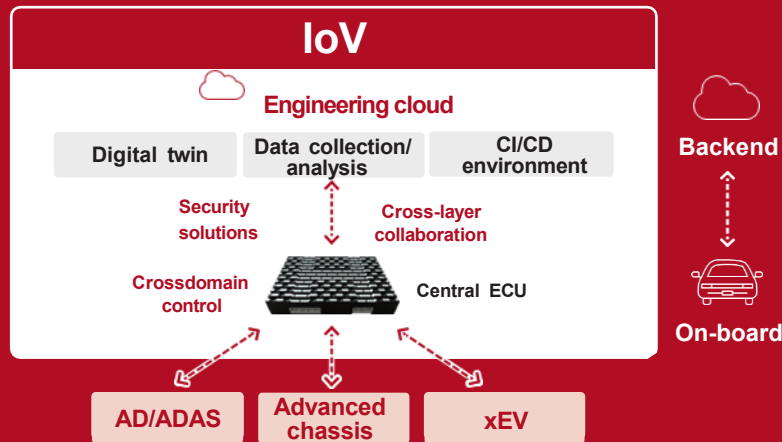 IoV
Engineering cloud
Digital twin
Data collection/
analysis
CI/CD
environment
Backend
Security
solutions
Cross-layer
collaboration
Crossdomain
control
Central ECU
On-board
AD/ADAS
Advanced
chassis
xEV